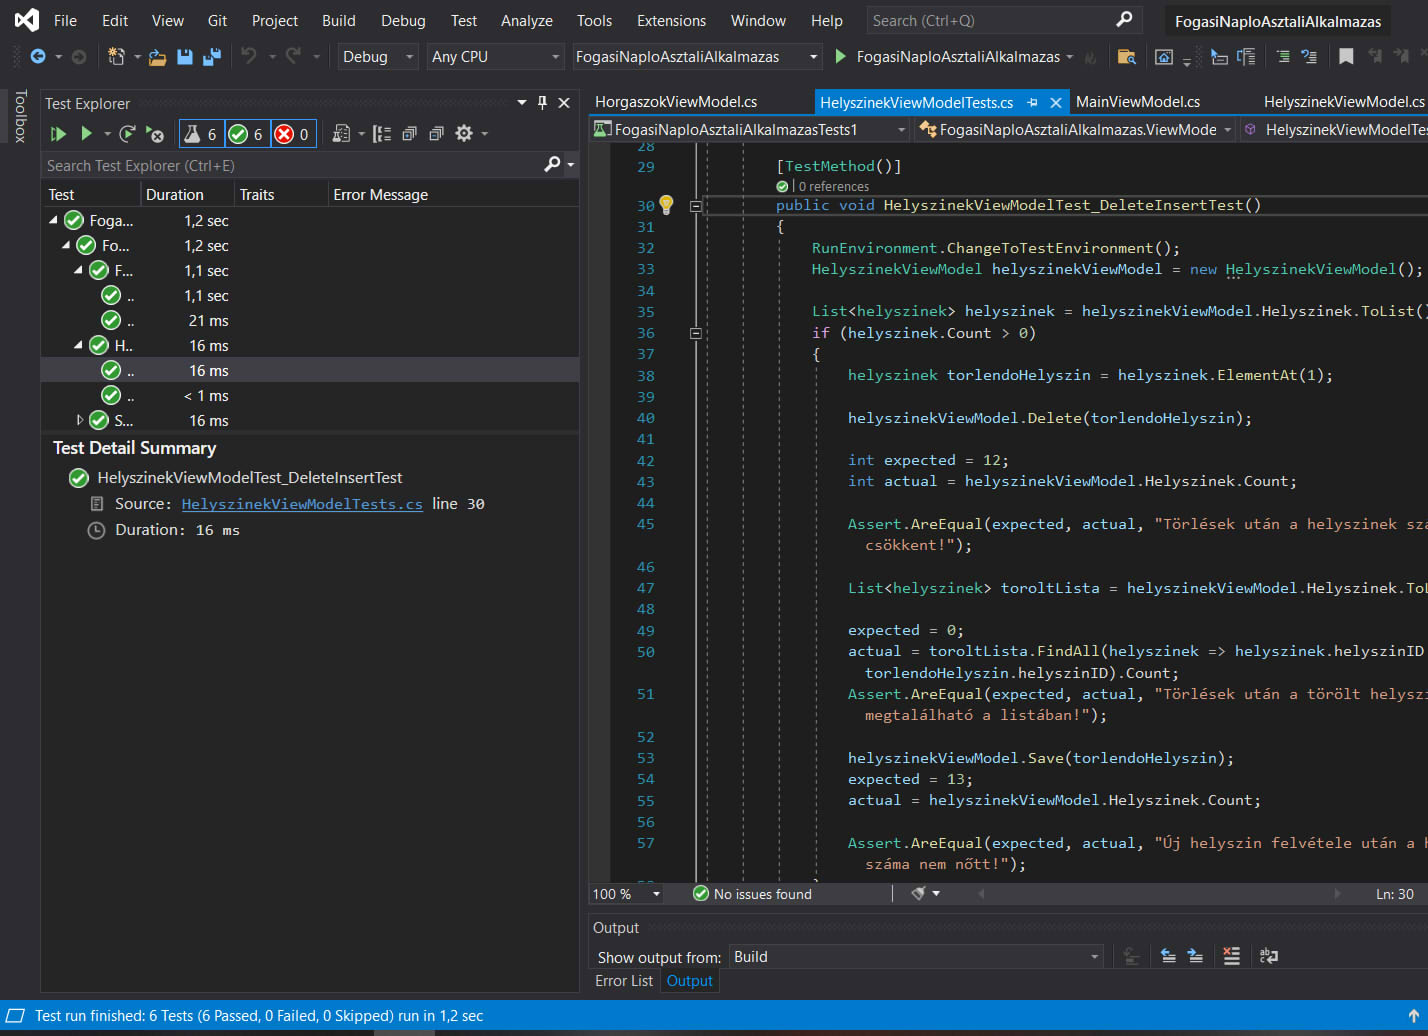 File Edit View Git Project Build Debug Test Analyze Tools Extensions Window Help Search (Ctrl+Q) FogasiNaploAsztaliAlkalmazas
Debug Any CPU FogasiNaploAsztaliAlkalmazas FogasiNaploAsztaliAlkalmazas
Toolbox
Test Explorer
6 6 0
Search Test Explorer (Ctrl+E)
Test Duration Traits Error Message
Foga... 1,2 sec
Fo... 1,2 sec
F... 1,1 sec
.. 1,1 sec
.. 21 ms
H.. 16 ms
.. 16 ms
.. < 1 ms
S... 16 ms
Test Detail Summary
HelyszinekViewModelTest_DeleteInsertTest
Source: HelyszinekViewModelTests.cs line 30
Duration: 16 ms
HorgaszokViewModel.cs HelyszinekViewModelTests.cs MainViewModel.cs HelyszinekViewModel.cs
FogasiNaploAsztaliAlkalmazasTests1 FogasiNaploAsztaliAlkalmazas.ViewMode HelyszinekViewModelTes
28
29 [TestMethod()]
0 references
30 public void HelyszinekViewModelTest_DeleteInsertTest()
31 {
32 RunEnvironment.ChangeToTestEnvironment();
33 HelyszinekViewModel helyszinekViewModel = new HelyszinekViewModel();
34
35 List<helyszinek> helyszinek = helyszinekViewModel.Helyszinek.ToList()
36 if (helyszinek.Count > 0)
37 {
38 helyszinek torlendoHelyszin = helyszinek.ElementAt(1);
39
40 helyszinekViewModel.Delete(torlendoHelyszin);
41
42 int expected = 12;
43 int actual = helyszinekViewModel.Helyszinek.Count;
44
45 Assert.AreEqual(expected, actual, "Törlések után a helyszinek szá
csökkent!");
46
47 List<helyszinek> toroltLista = helyszinekViewModel.Helyszinek.ToL
48
49 expected = 0;
50 actual = toroltLista.FindAll(helyszinek => helyszinek.helyszinID
torlendoHelyszin.helyszinID).Count;
51 Assert.AreEqual(expected, actual, "Törlések után a törölt helyszi
megtalálható a listában!");
52
53 helyszinekViewModel.Save(torlendoHelyszin);
54 expected = 13;
55 actual = helyszinekViewModel.Helyszinek.Count;
56
57 Assert.AreEqual(expected, actual, "Új helyszin felvétele után a h
száma nem nőtt!");
100 % No issues found Ln: 30
Output
Show output from: Build
Error List Output
Test run finished: 6 Tests (6 Passed, 0 Failed, 0 Skipped) run in 1,2 sec